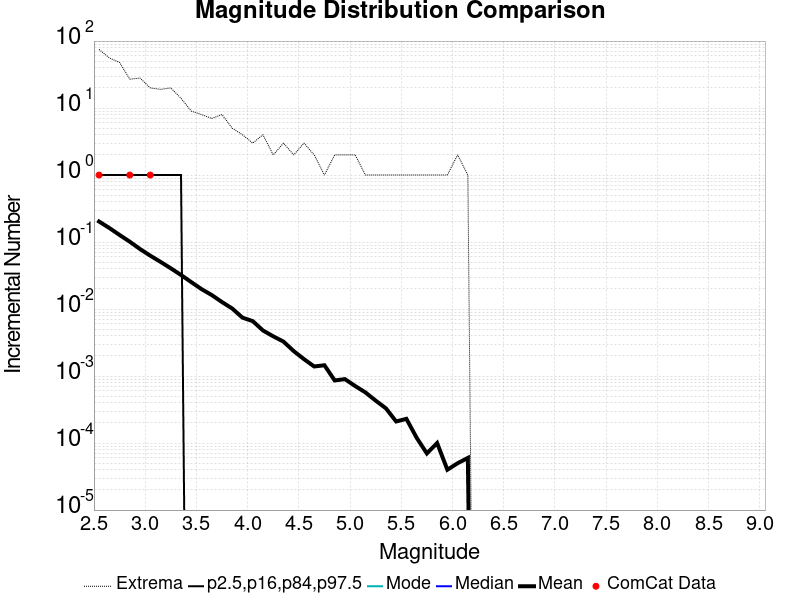 Magnitude Distribution Comparison
10^2
10^1
10^0
10^-1
10^-2
10^-3
10^-4
10^-5
Incremental Number
2.5 3.0 3.5 4.0 4.5 5.0 5.5 6.0 6.5 7.0 7.5 8.0 8.5 9.0
Magnitude
Extrema p2.5,p16,p84,p97.5 Mode Median Mean ComCat Data